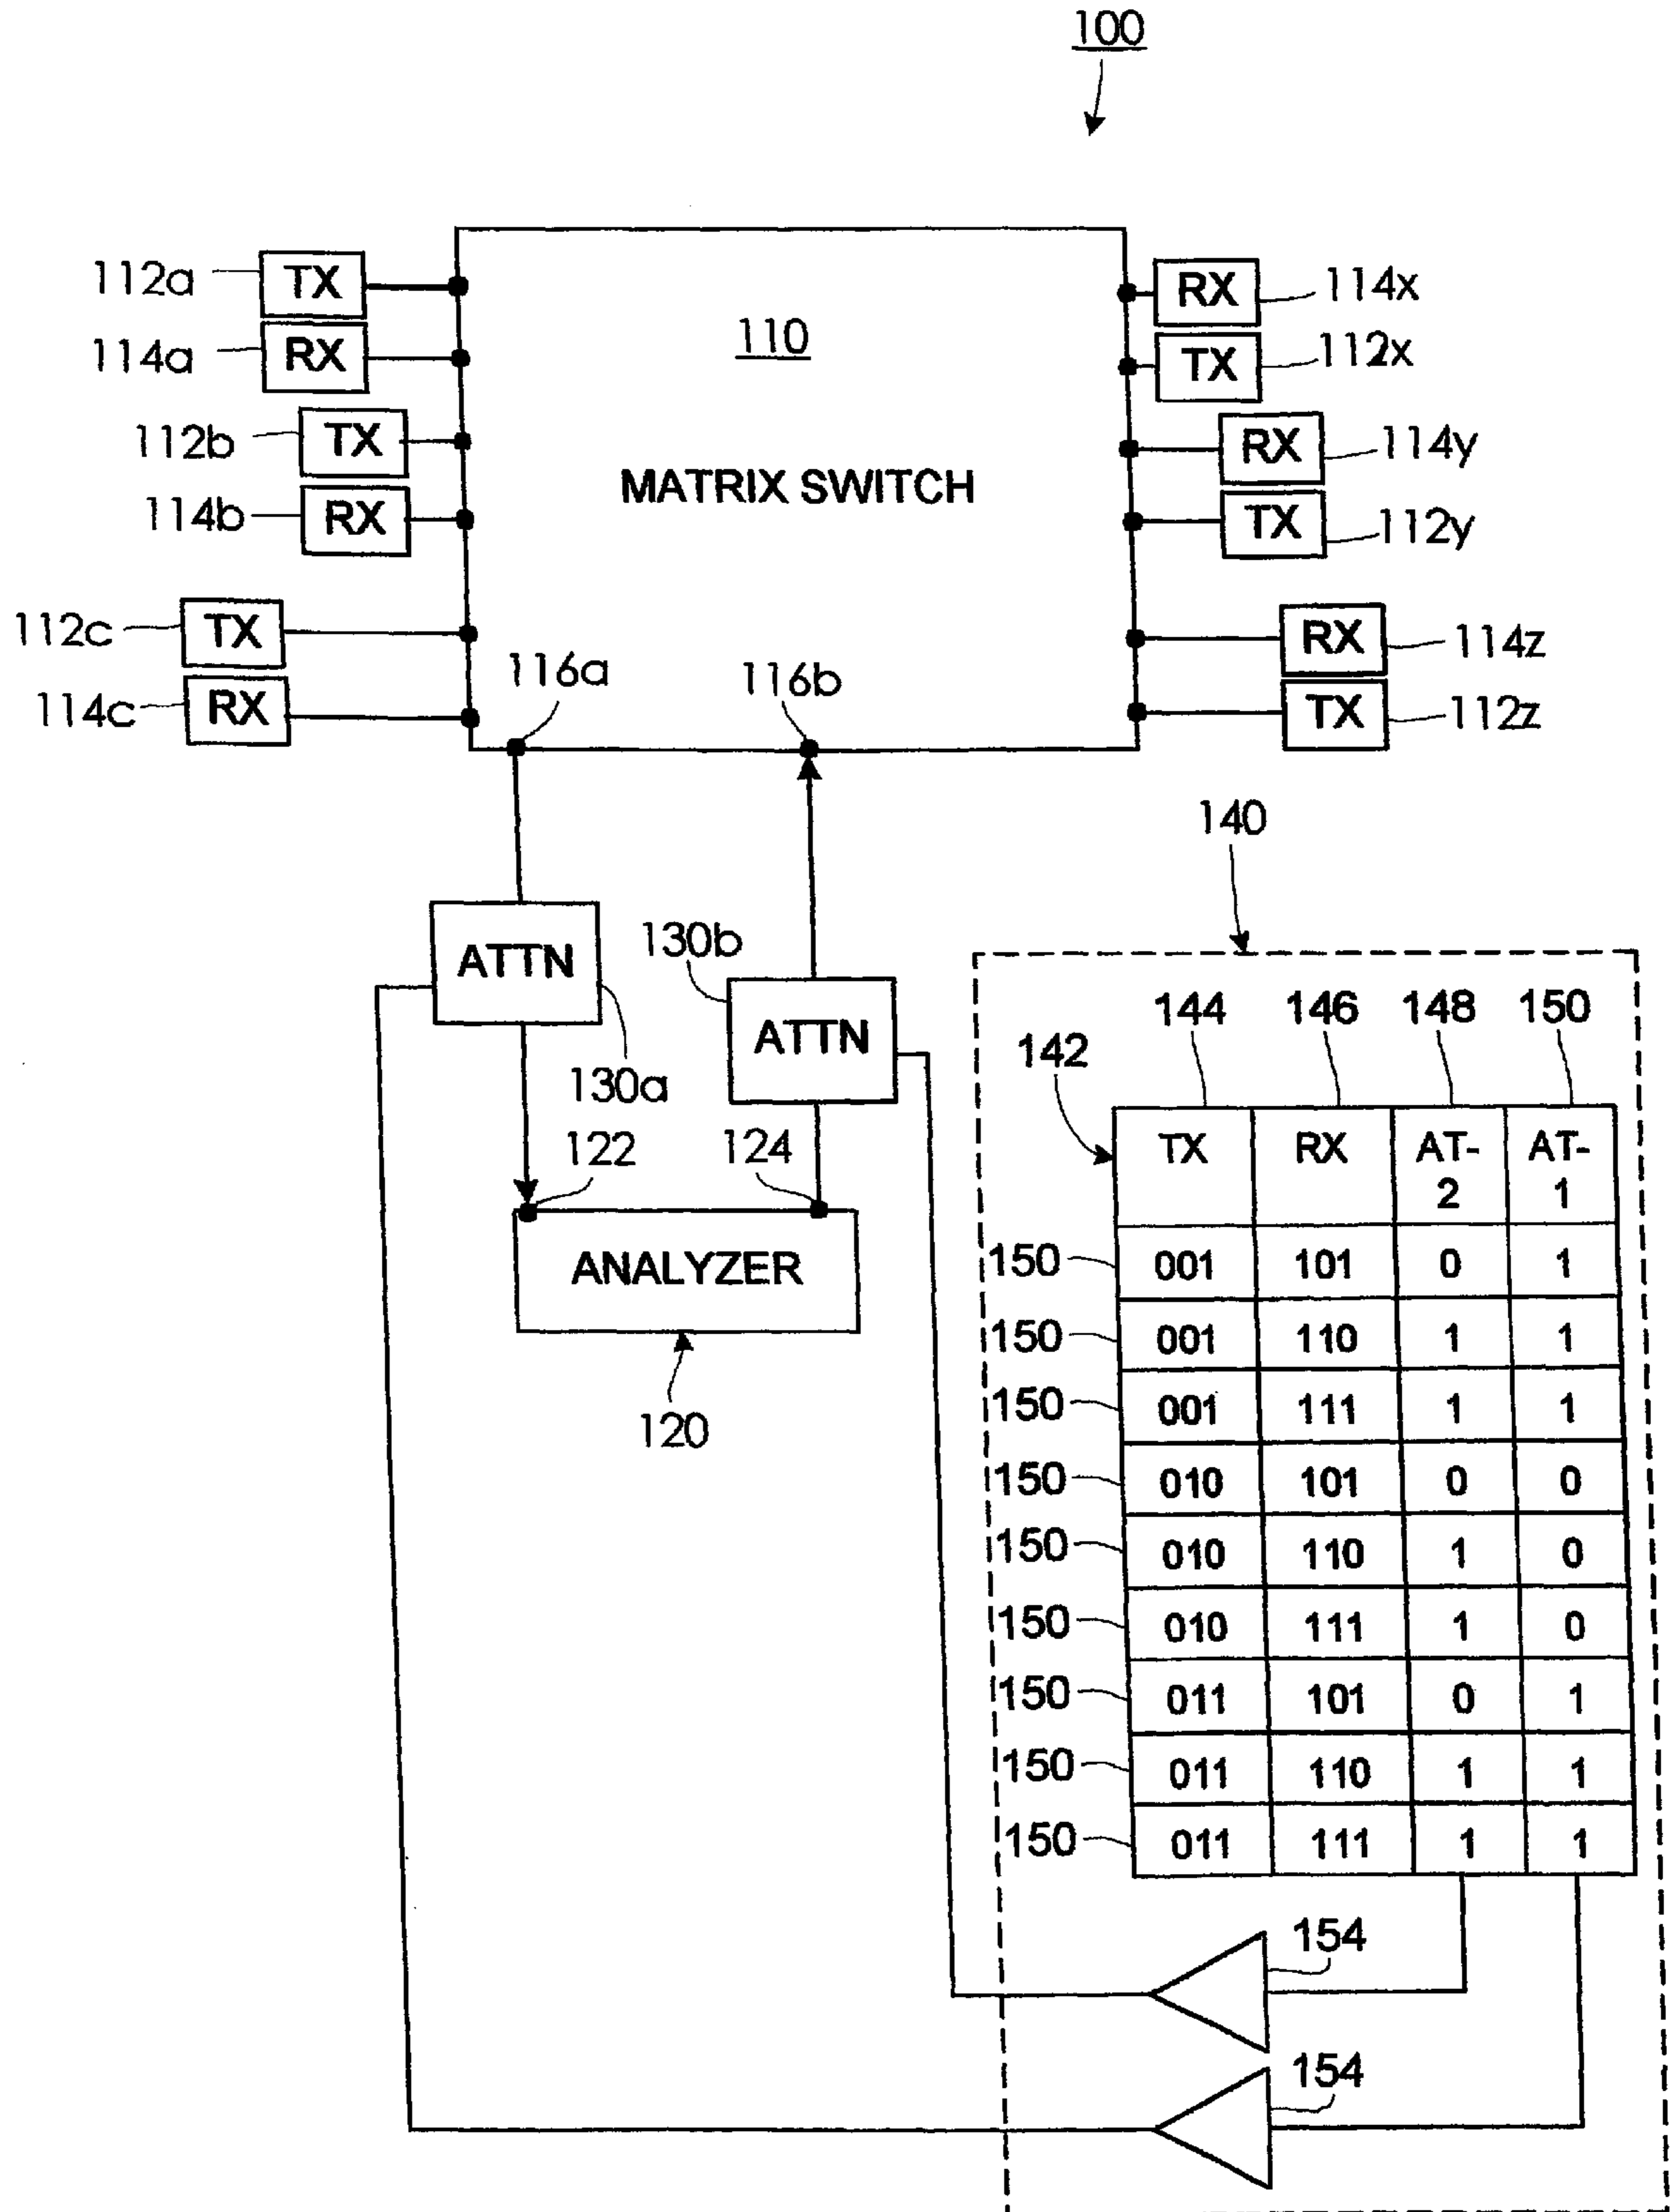 100
112a TX
114a RX
112b TX
114b RX
112c TX
114c RX
110
MATRIX SWITCH
RX 114x
TX 112x
RX 114y
TX 112y
RX 114z
TX 112z
116a
116b
ATTN
130a
130b
ATTN
122
124
ANALYZER
120
140
142
144 146 148 150
TX RX AT-2 AT-1
150 001 101 0 1
150 001 110 1 1
150 001 111 1 1
150 010 101 0 0
150 010 110 1 0
150 010 111 1 0
150 011 101 0 1
150 011 110 1 1
150 011 111 1 1
154
154